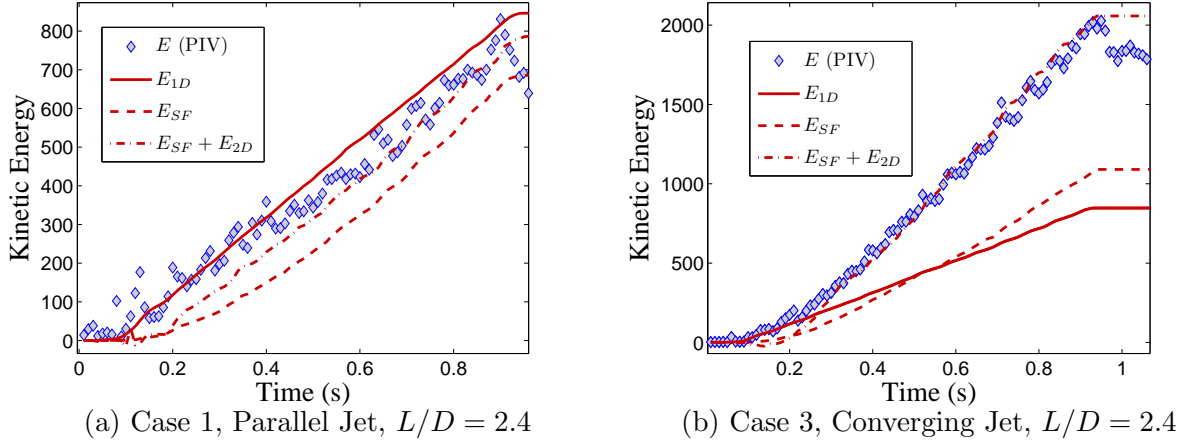 800
700
600
500
400
300
200
100
0
Kinetic Energy
E (PIV)
E_{1D}
E_{SF}
E_{SF} + E_{2D}
0 0.2 0.4 0.6 0.8
Time (s)
(a) Case 1, Parallel Jet, L/D = 2.4
2000
1500
1000
500
0
Kinetic Energy
E (PIV)
E_{1D}
E_{SF}
E_{SF} + E_{2D}
0.2 0.4 0.6 0.8 1
Time (s)
(b) Case 3, Converging Jet, L/D = 2.4